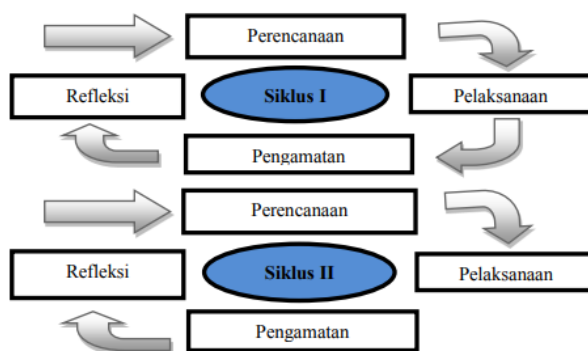 Perencanaan
Refleksi
Siklus I
Pelaksanaan
Pengamatan
Perencanaan
Refleksi
Siklus II
Pelaksanaan
Pengamatan